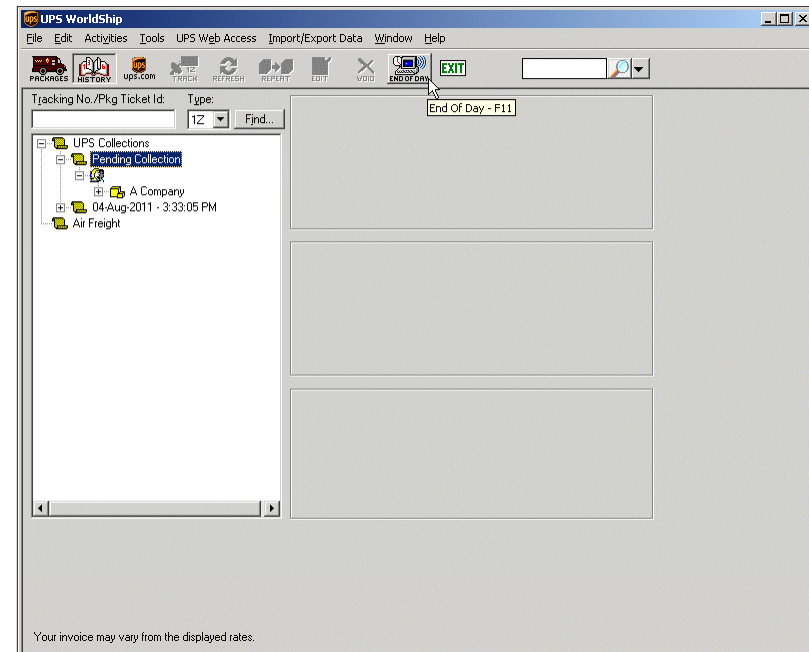 UPS WorldShip
File Edit Activities Tools UPS Web Access Import/Export Data Window Help
PACKAGES HISTORY ups.com TRACK REFRESH REPEAT EDIT VOID END OF DAY EXIT
End Of Day - F11
Tracking No./Pkg Ticket Id: Type:
1Z Find...
UPS Collections
Pending Collection
A Company
04-Aug-2011 - 3:33:05 PM
Air Freight
Your invoice may vary from the displayed rates.